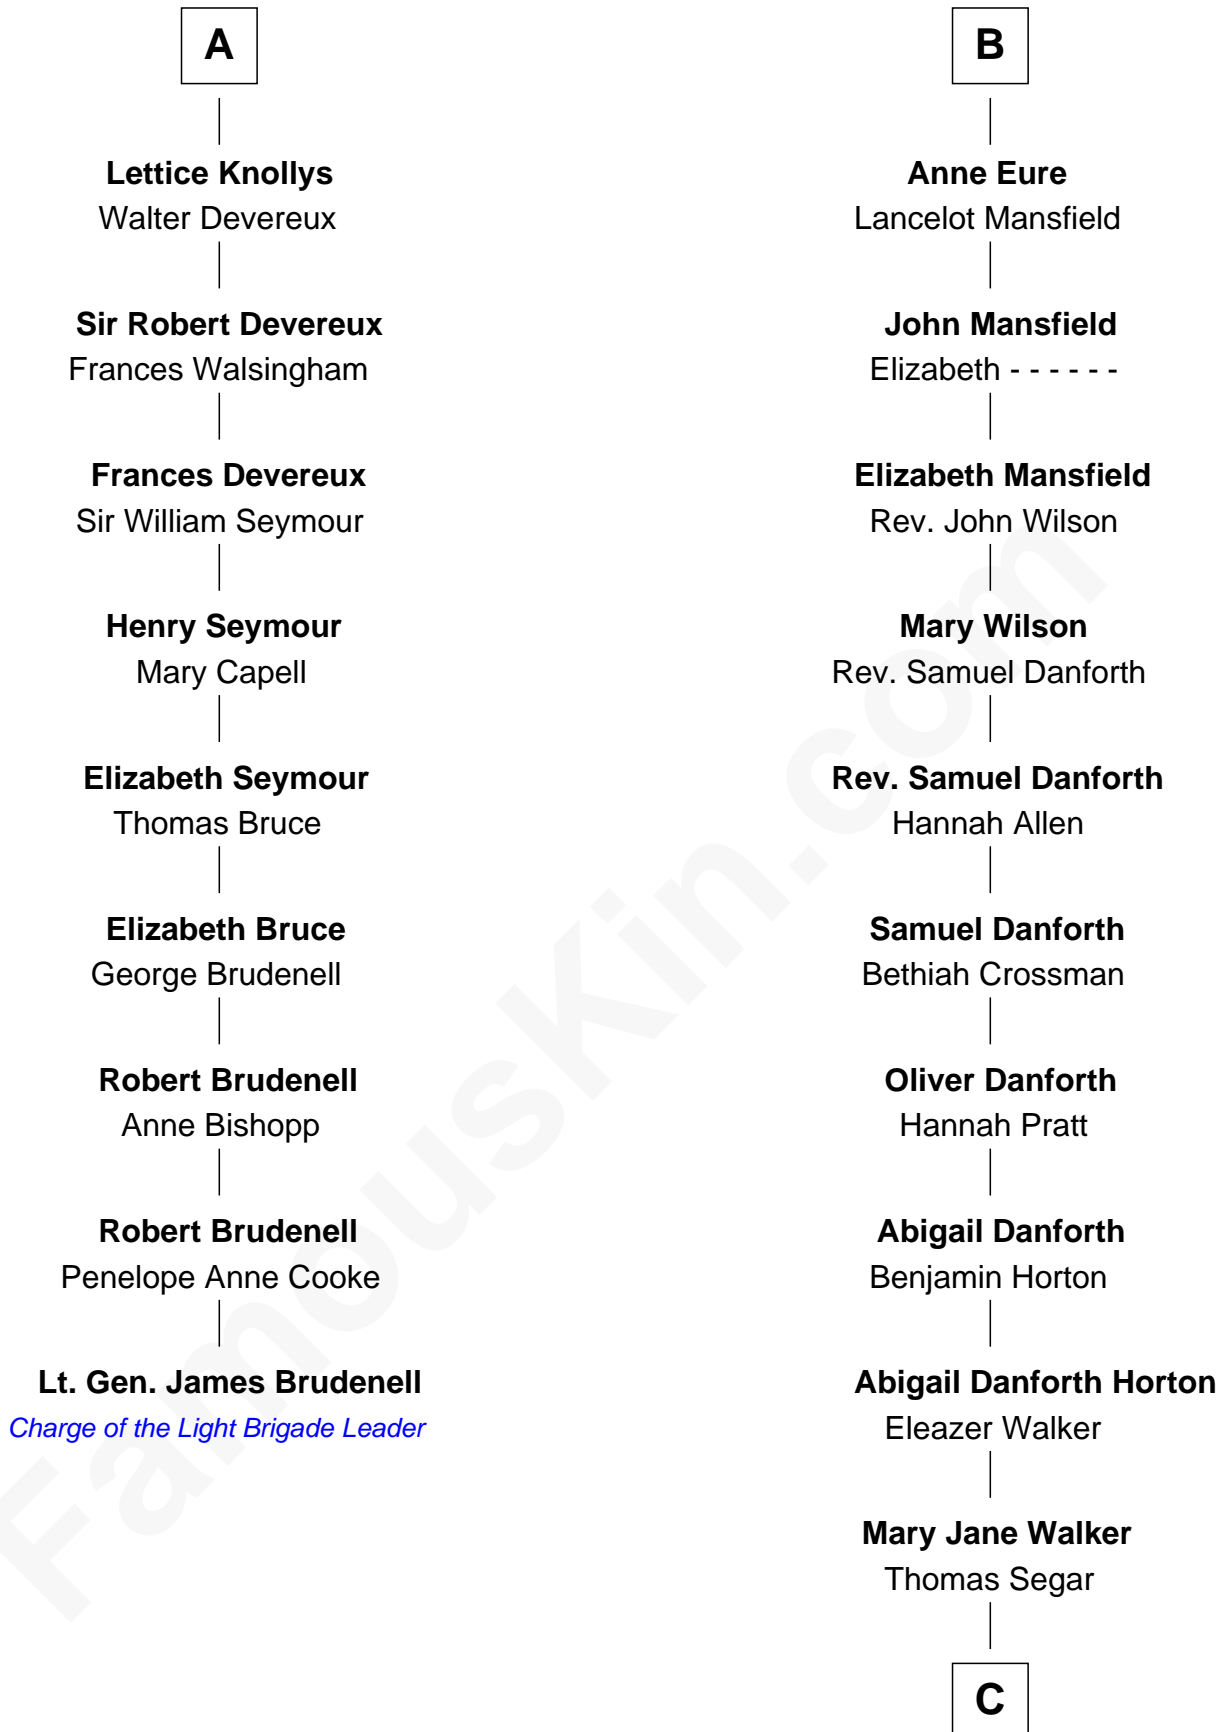 A
Lettice Knollys
Walter Devereux
Sir Robert Devereux
Frances Walsingham
Frances Devereux
Sir William Seymour
Henry Seymour
Mary Capell
Elizabeth Seymour
Thomas Bruce
Elizabeth Bruce
George Brudenell
Robert Brudenell
Anne Bishopp
Robert Brudenell
Penelope Anne Cooke
Lt. Gen. James Brudenell
Charge of the Light Brigade Leader
B
Anne Eure
Lancelot Mansfield
John Mansfield
Elizabeth - - - - - -
Elizabeth Mansfield
Rev. John Wilson
Mary Wilson
Rev. Samuel Danforth
Rev. Samuel Danforth
Hannah Allen
Samuel Danforth
Bethiah Crossman
Oliver Danforth
Hannah Pratt
Abigail Danforth
Benjamin Horton
Abigail Danforth Horton
Eleazer Walker
Mary Jane Walker
Thomas Segar
C
FamousKin.com